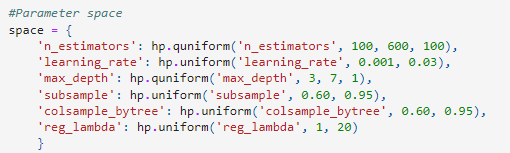 #Parameter space
space = {
    'n_estimators': hp.quniform('n_estimators', 100, 600, 100),
    'learning_rate': hp.uniform('learning_rate', 0.001, 0.03),
    'max_depth': hp.quniform('max_depth', 3, 7, 1),
    'subsample': hp.uniform('subsample', 0.60, 0.95),
    'colsample_bytree': hp.uniform('colsample_bytree', 0.60, 0.95),
    'reg_lambda': hp.uniform('reg_lambda', 1, 20)
    }